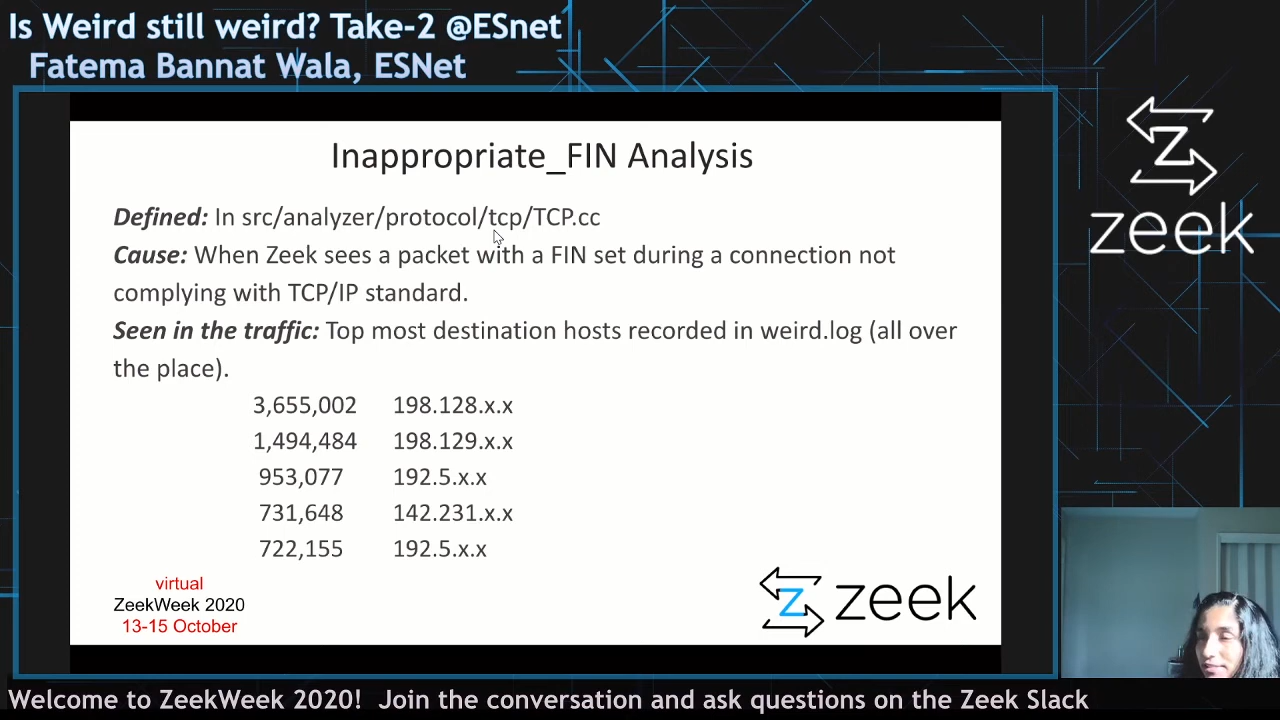 Is Weird still weird? Take-2 @ESnet
Fatema Bannat Wala, ESNet
zeek
Inappropriate_FIN Analysis
Defined: In src/analyzer/protocol/tcp/TCP.cc
Cause: When Zeek sees a packet with a FIN set during a connection not
complying with TCP/IP standard.
Seen in the traffic: Top most destination hosts recorded in weird.log (all over
the place).
3,655,002 198.128.x.x
1,494,484 198.129.x.x
953,077 192.5.x.x
731,648 142.231.x.x
722,155 192.5.x.x
virtual
ZeekWeek 2020
13-15 October
zeek
Welcome to ZeekWeek 2020! Join the conversation and ask questions on the Zeek Slack